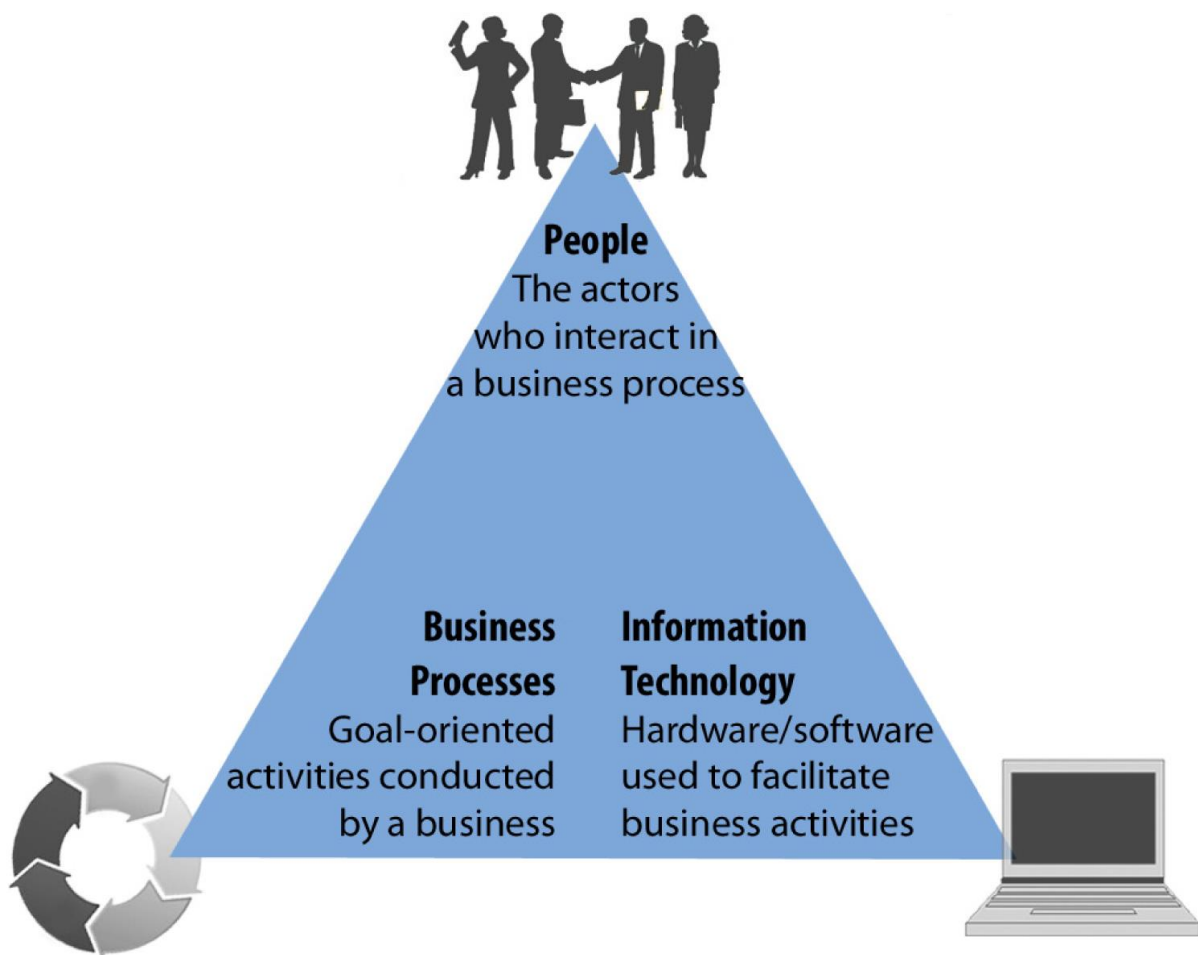 People
The actors
who interact in
a business process
Business
Processes
Goal-oriented
activities conducted
by a business
Information
Technology
Hardware/software
used to facilitate
business activities